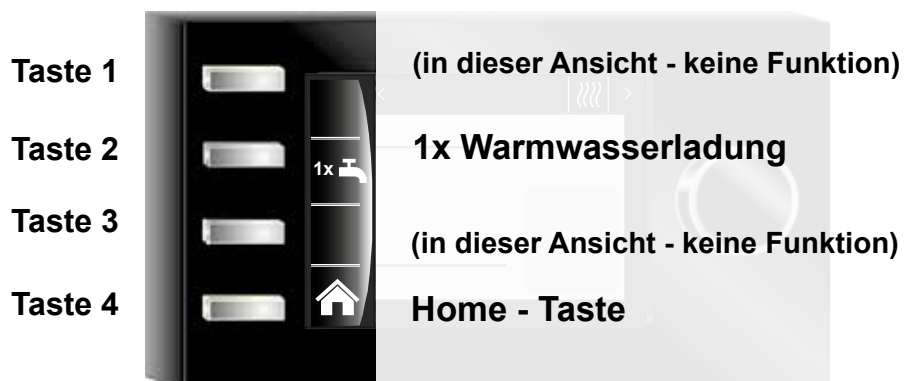 Taste 1
(in dieser Ansicht - keine Funktion)
Taste 2
1x
1x Warmwasserladung
Taste 3
(in dieser Ansicht - keine Funktion)
Taste 4
Home - Taste